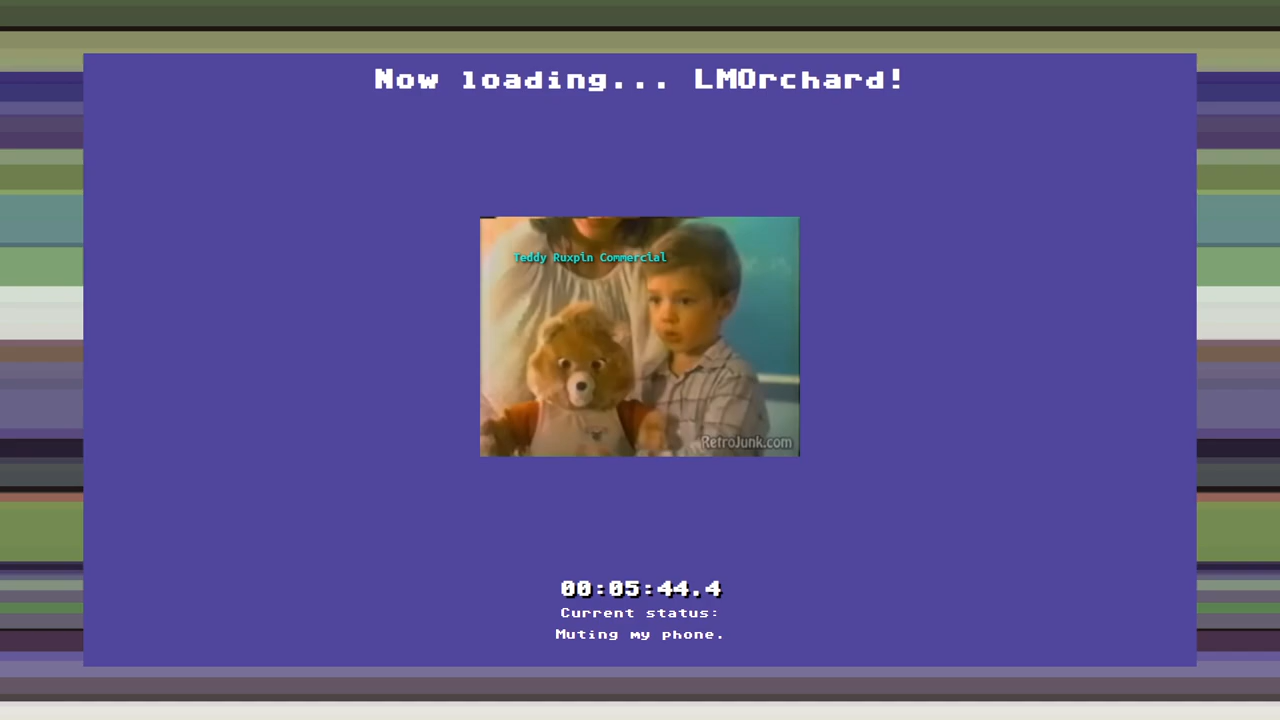 Now loading... LMOrchard!
Teddy Ruxpin Commercial
RetroJunk.com
00:05:44.4
Current status:
Muting my phone.